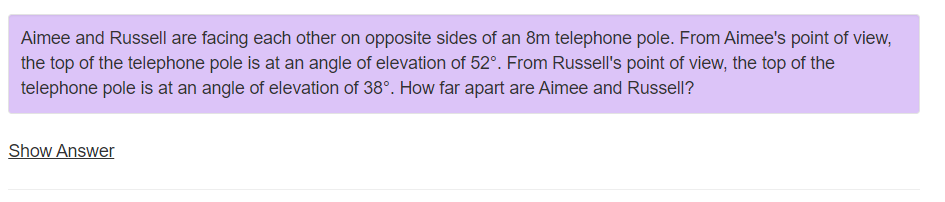 Aimee and Russell are facing each other on opposite sides of an 8m telephone pole. From Aimee's point of view,
the top of the telephone pole is at an angle of elevation of 52°. From Russell's point of view, the top of the
telephone pole is at an angle of elevation of 38°. How far apart are Aimee and Russell?
Show Answer